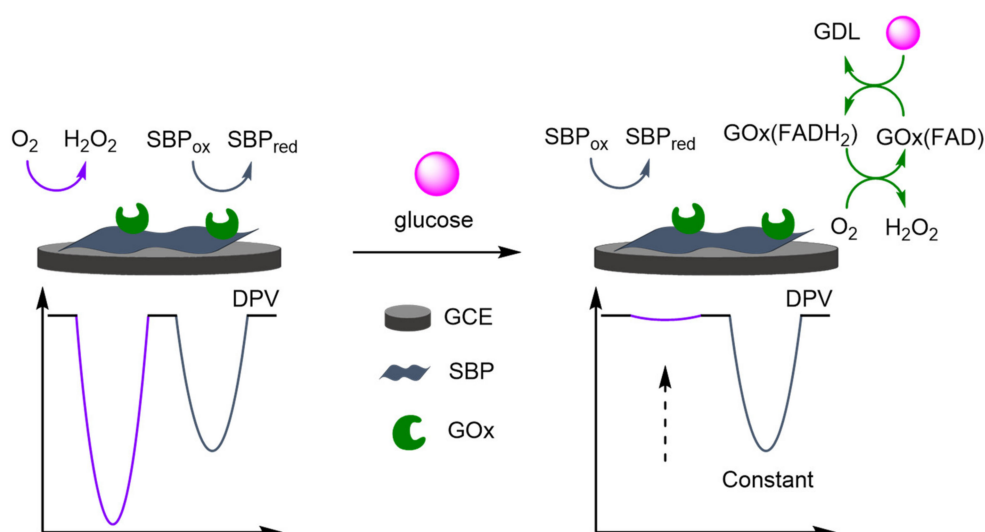 GDL
O₂ H₂O₂ SBPox SBPred
SBPox SBPred GOx(FADH₂) GOx(FAD)
glucose
O₂ H₂O₂
DPV
GCE
SBP
GOx
DPV
Constant